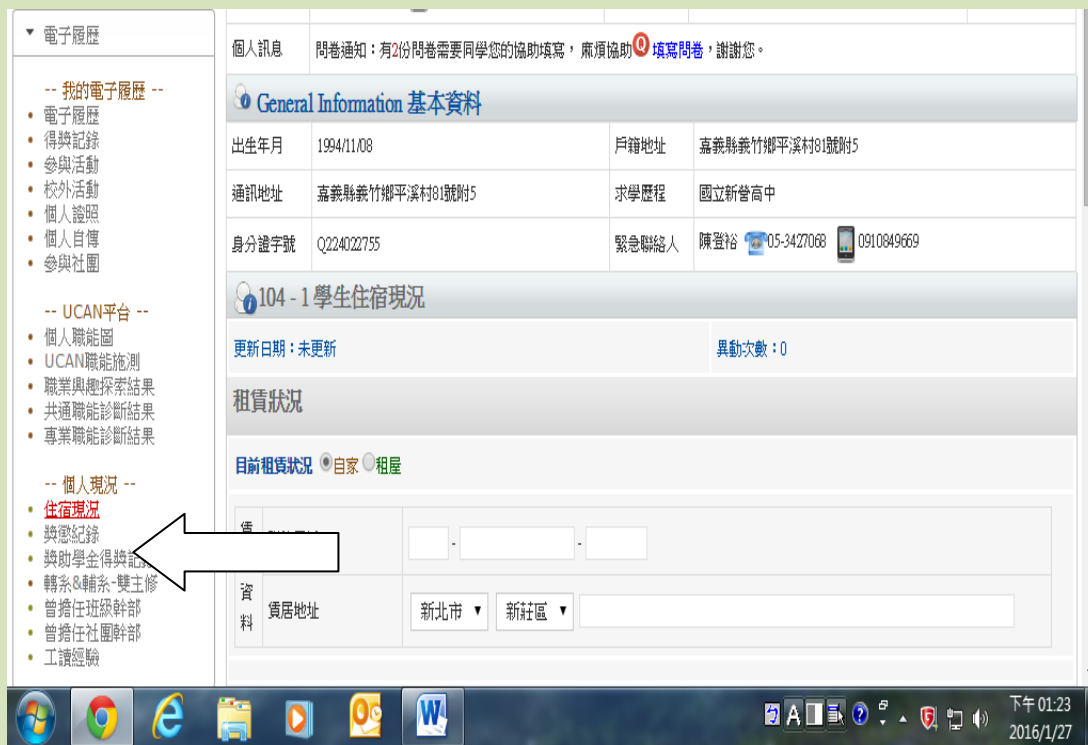 電子履歷
-- 我的電子履歷 --
電子履歷
得獎記錄
參與活動
校外活動
個人證照
個人自傳
參與社團
-- UCAN平台 --
個人職能圖
UCAN職能施測
職業興趣探索結果
共通職能診斷結果
專業職能診斷結果
-- 個人現況 --
住宿現況
獎懲紀錄
獎助學金得獎記
轉系&輔系-雙主修
曾擔任班級幹部
曾擔任社團幹部
工讀經驗
個人訊息 問卷通知：有2份問卷需要同學您的協助填寫， 麻煩協助Q 填寫問卷，謝謝您。
General Information 基本資料
出生年月 1994/11/08 戶籍地址 嘉義縣義竹鄉平溪村81號附5
通訊地址 嘉義縣義竹鄉平溪村81號附5 求學歷程 國立新營高中
身分證字號 Q224022755 緊急聯絡人 陳登裕 05-3427068 0910849669
104 - 1 學生住宿現況
更新日期：未更新 異動次數：0
租賃狀況
目前租賃狀況 自家 租屋
- -
資料 賃居地址 新北市 新莊區
下午 01:23
2016/1/27